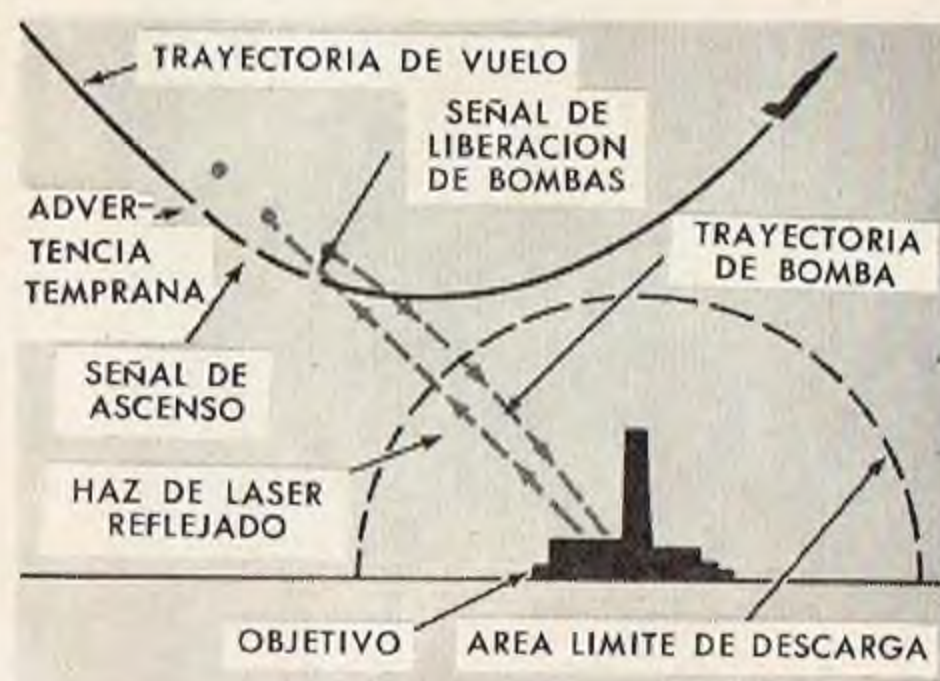 TRAYECTORIA DE VUELO
SEÑAL DE
LIBERACION
DE BOMBAS
ADVER-
TENCIA
TEMPRANA
TRAYECTORIA
DE BOMBA
SEÑAL DE
ASCENSO
HAZ DE LASER
REFLEJADO
OBJETIVO
AREA LIMITE DE DESCARGA